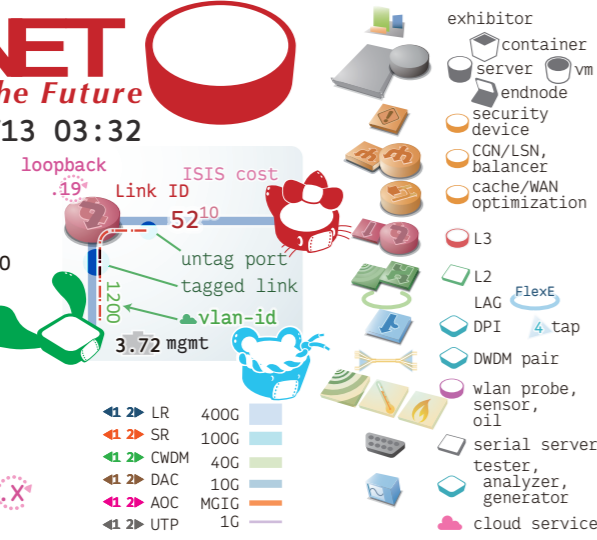 NET
he Future
13 03:32
exhibitor
container
server
vm
endnode
security
device
CGN/LSN,
balancer
cache/WAN
optimization
L3
L2
LAG
FlexE
DPI
4 tap
DWDM pair
wlan probe,
sensor,
oil
serial server
tester,
analyzer,
generator
cloud service
loopback
.19
Link ID
ISIS cost
52 10
untag port
tagged link
1200
vlan-id
3.72 mgmt
0
1 2 LR
1 2 SR
1 2 CWDM
1 2 DAC
1 2 AOC
1 2 UTP
400G
100G
40G
10G
MGIG
1G
.X